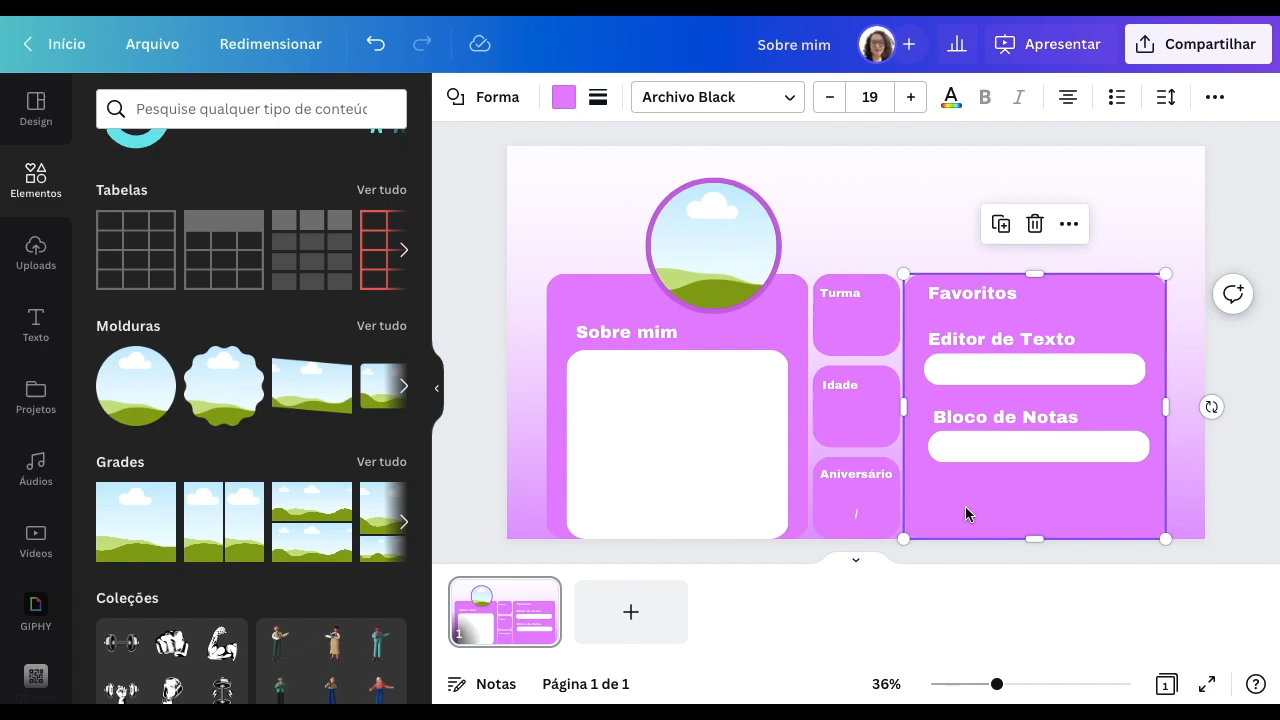 Início
Arquivo
Redimensionar
Sobre mim
Apresentar
Compartilhar
Design
Elementos
Uploads
Texto
Projetos
Áudios
Vídeos
GIPHY
Pesquise qualquer tipo de conteúc
Tabelas
Ver tudo
Molduras
Ver tudo
Grades
Ver tudo
Coleções
Forma
Archivo Black
– 19 +
A B I
Sobre mim
Turma
Idade
Aniversário
/
Favoritos
Editor de Texto
Bloco de Notas
1
Notas
Página 1 de 1
36%
1
?